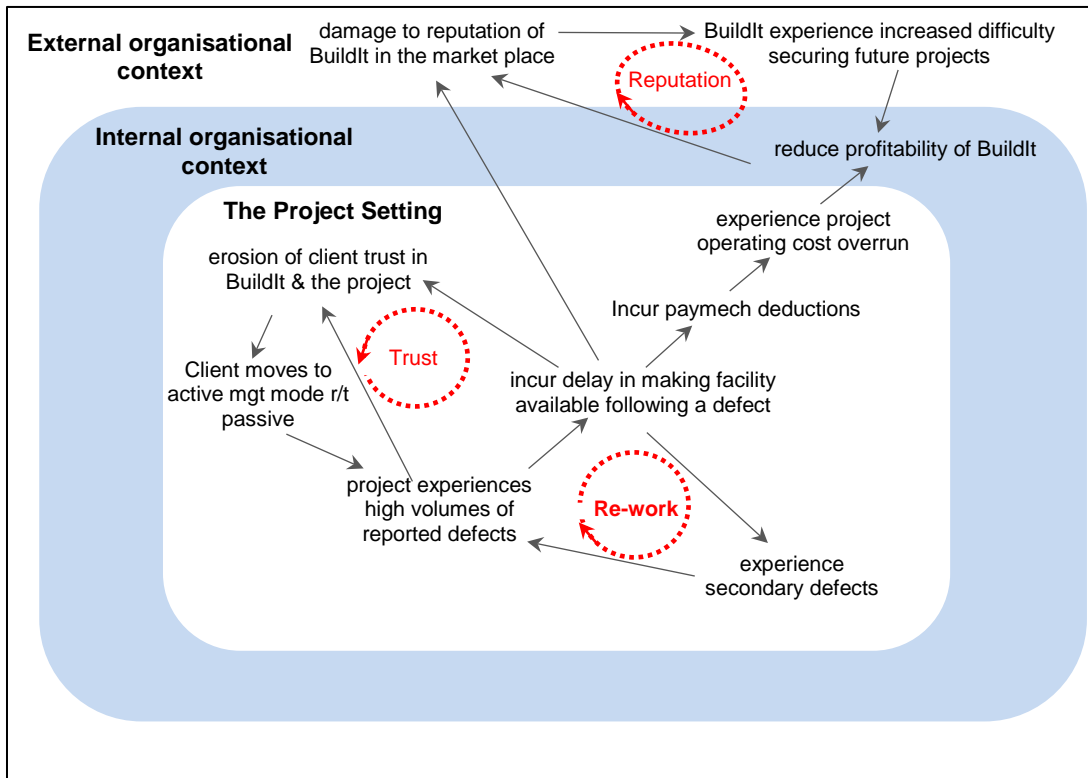 External organisational
context
damage to reputation of
BuildIt in the market place
BuildIt experience increased difficulty
securing future projects
Reputation
Internal organisational
context
reduce profitability of BuildIt
The Project Setting
experience project
operating cost overrun
erosion of client trust in
BuildIt & the project
Incur paymech deductions
Trust
Client moves to
active mgt mode r/t
passive
incur delay in making facility
available following a defect
project experiences
high volumes of
reported defects
Re-work
experience
secondary defects